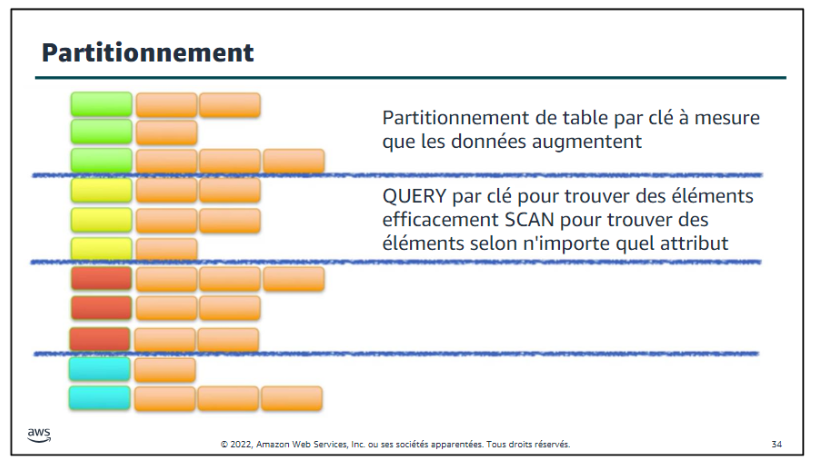 Partitionnement
Partitionnement de table par clé à mesure
que les données augmentent
QUERY par clé pour trouver des éléments
efficacement SCAN pour trouver des
éléments selon n'importe quel attribut
aws
© 2022, Amazon Web Services, Inc. ou ses sociétés apparentées. Tous droits réservés.
34